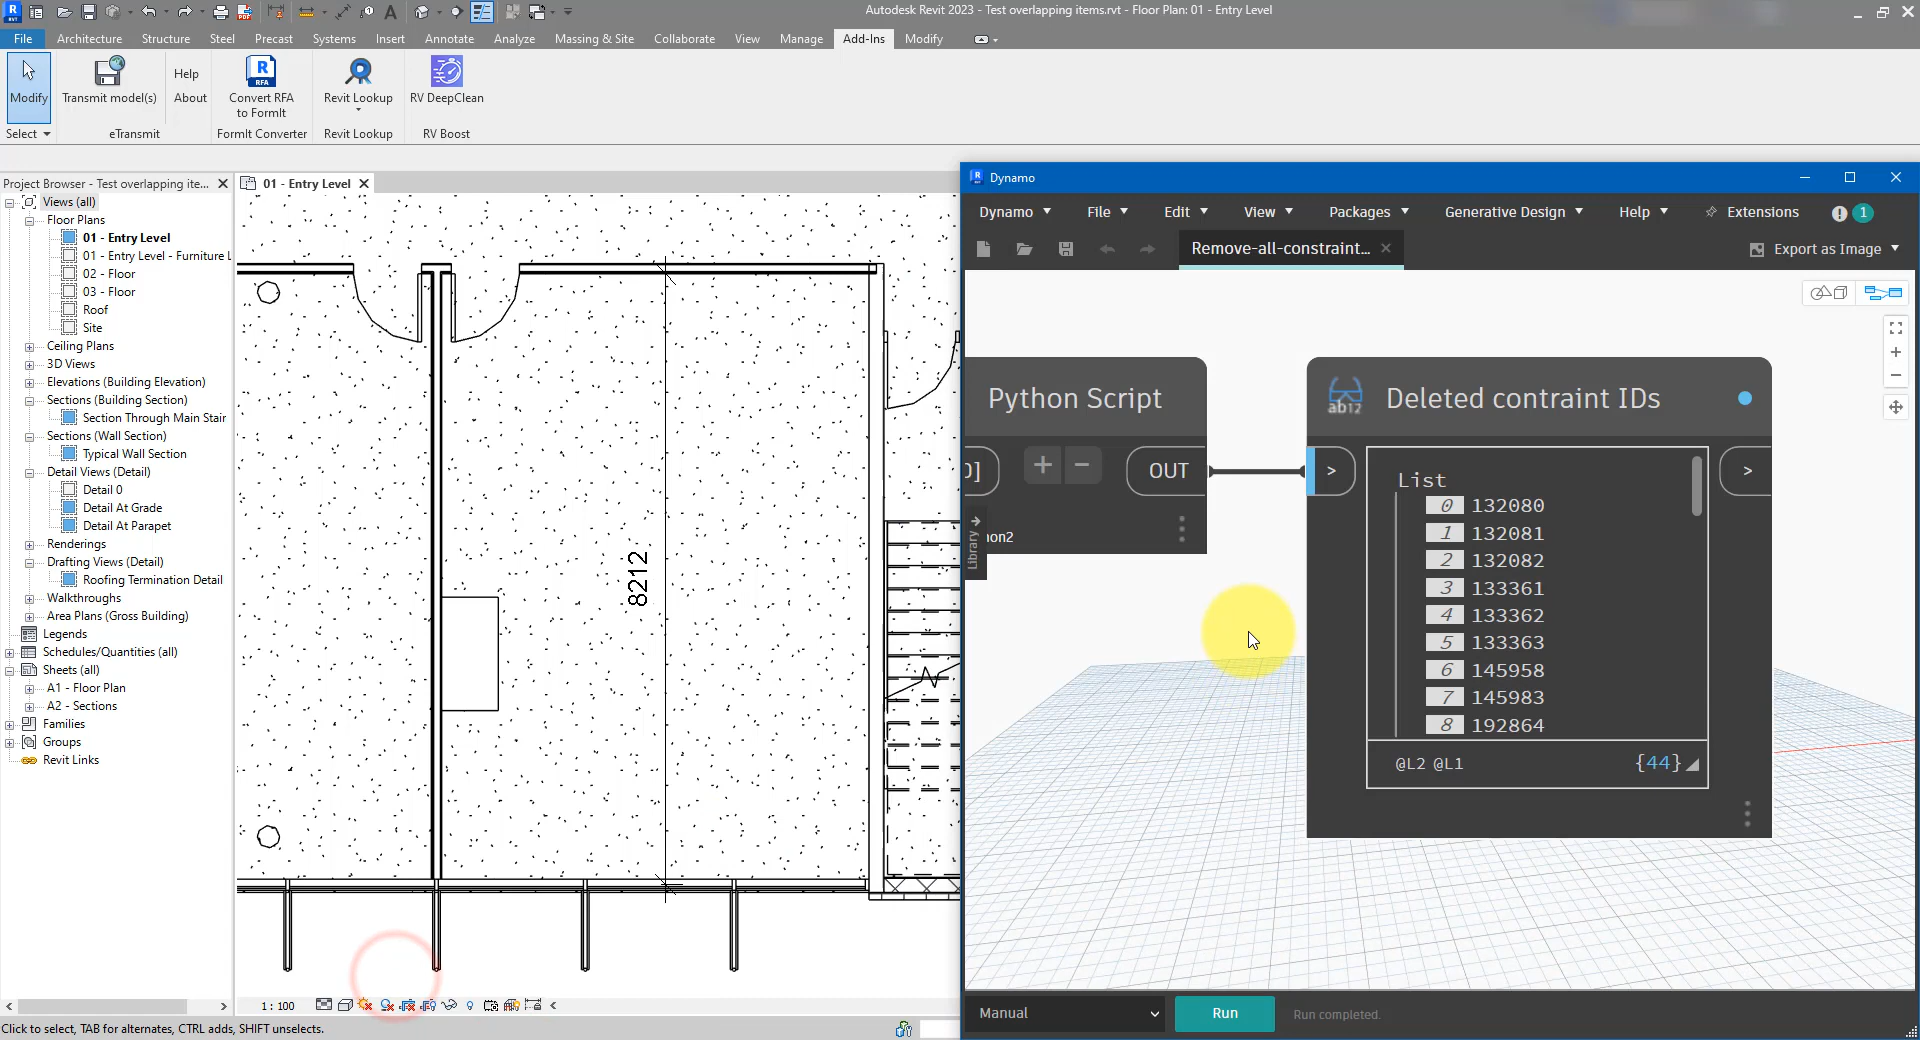 Autodesk Revit 2023 - Test overlapping items.rvt - Floor Plan: 01 - Entry Level
File Architecture Structure Steel Precast Systems Insert Annotate Analyze Massing & Site Collaborate View Manage Add-Ins Modify
Modify
Select
Transmit model(s)
eTransmit
Help
About
Convert RFA
to FormIt
FormIt Converter
Revit Lookup
Revit Lookup
RV DeepClean
RV Boost
Project Browser - Test overlapping ite...
Views (all)
Floor Plans
01 - Entry Level
01 - Entry Level - Furniture L
02 - Floor
03 - Floor
Roof
Site
Ceiling Plans
3D Views
Elevations (Building Elevation)
Sections (Building Section)
Section Through Main Stair
Sections (Wall Section)
Typical Wall Section
Detail Views (Detail)
Detail 0
Detail At Grade
Detail At Parapet
Renderings
Drafting Views (Detail)
Roofing Termination Detail
Walkthroughs
Area Plans (Gross Building)
Legends
Schedules/Quantities (all)
Sheets (all)
A1 - Floor Plan
A2 - Sections
Families
Groups
Revit Links
01 - Entry Level
8212
1 : 100
Click to select, TAB for alternates, CTRL adds, SHIFT unselects.
Dynamo
Dynamo File Edit View Packages Generative Design Help Extensions 1
Remove-all-constraint...
Export as Image
Python Script
OUT
Library
hon2
ab12
Deleted contraint IDs
>
>
List
0 132080
1 132081
2 132082
3 133361
4 133362
5 133363
6 145958
7 145983
8 192864
@L2 @L1 {44}
Manual
Run
Run completed.